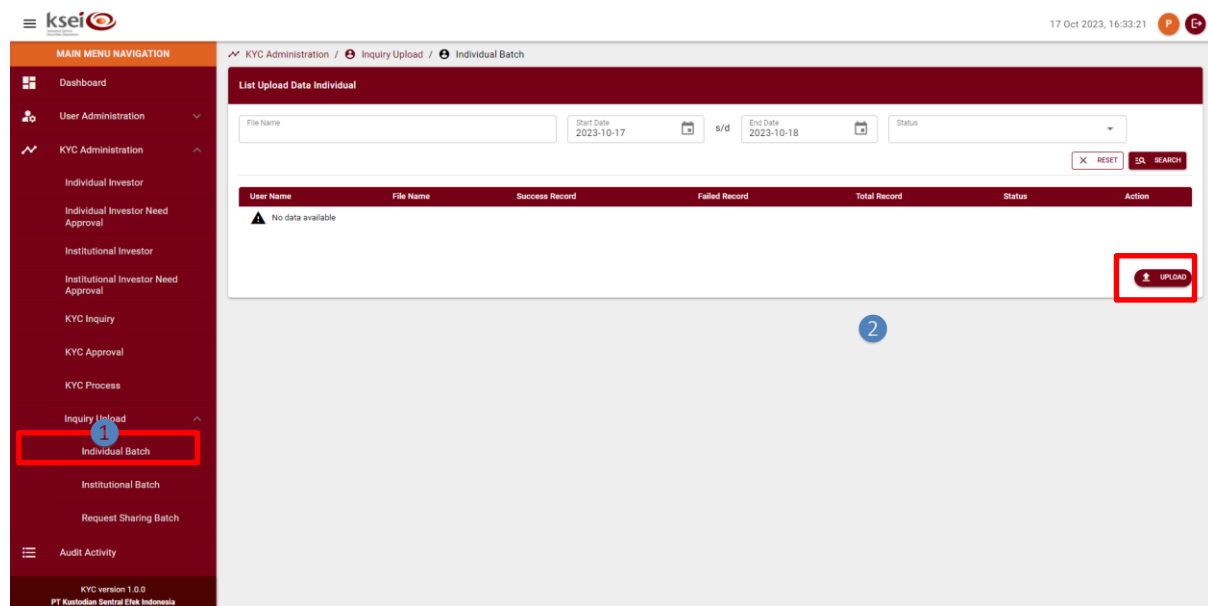 ksei
17 Oct 2023, 16:33:21
P
MAIN MENU NAVIGATION
KYC Administration / Inquiry Upload / Individual Batch
Dashboard
List Upload Data Individual
User Administration
File Name
Start Date
2023-10-17
s/d
End Date
2023-10-18
Status
KYC Administration
RESET
SEARCH
Individual Investor
User Name File Name Success Record Failed Record Total Record Status Action
Individual Investor Need
Approval
No data available
Institutional Investor
Institutional Investor Need
Approval
UPLOAD
KYC Inquiry
2
KYC Approval
KYC Process
Inquiry Upload
1
Individual Batch
Institutional Batch
Request Sharing Batch
Audit Activity
KYC version 1.0.0
PT Kustodian Sentral Efek Indonesia